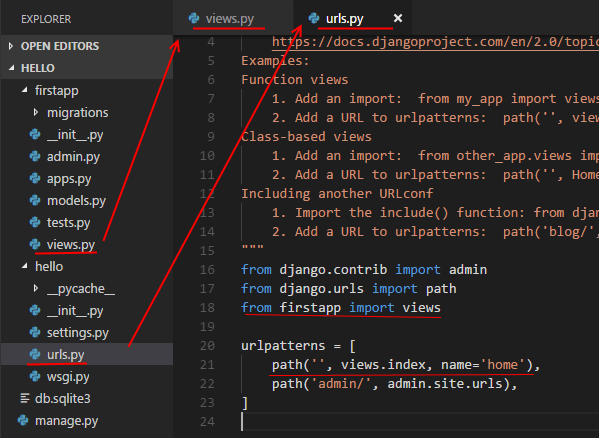 EXPLORER
OPEN EDITORS
HELLO
firstapp
migrations
__init__.py
admin.py
apps.py
models.py
tests.py
views.py
hello
__pycache__
__init__.py
settings.py
urls.py
wsgi.py
db.sqlite3
manage.py
views.py urls.py
4 https://docs.djangoproject.com/en/2.0/topic
5 Examples:
6 Function views
7 1. Add an import:  from my_app import views
8 2. Add a URL to urlpatterns:  path('', view
9 Class-based views
10 1. Add an import:  from other_app.views imp
11 2. Add a URL to urlpatterns:  path('', Home
12 Including another URLconf
13 1. Import the include() function: from djan
14 2. Add a URL to urlpatterns:  path('blog/',
15 """
16 from django.contrib import admin
17 from django.urls import path
18 from firstapp import views
19
20 urlpatterns = [
21 path('', views.index, name='home'),
22 path('admin/', admin.site.urls),
23 ]
24